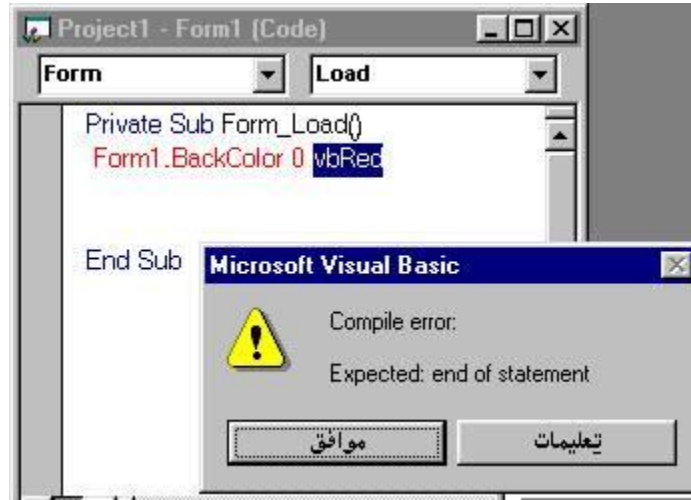 Project1 - Form1 (Code)
Form Load
Private Sub Form_Load()
Form1.BackColor 0 vbRed
End Sub
Microsoft Visual Basic
Compile error:
Expected: end of statement
موافق تعليمات